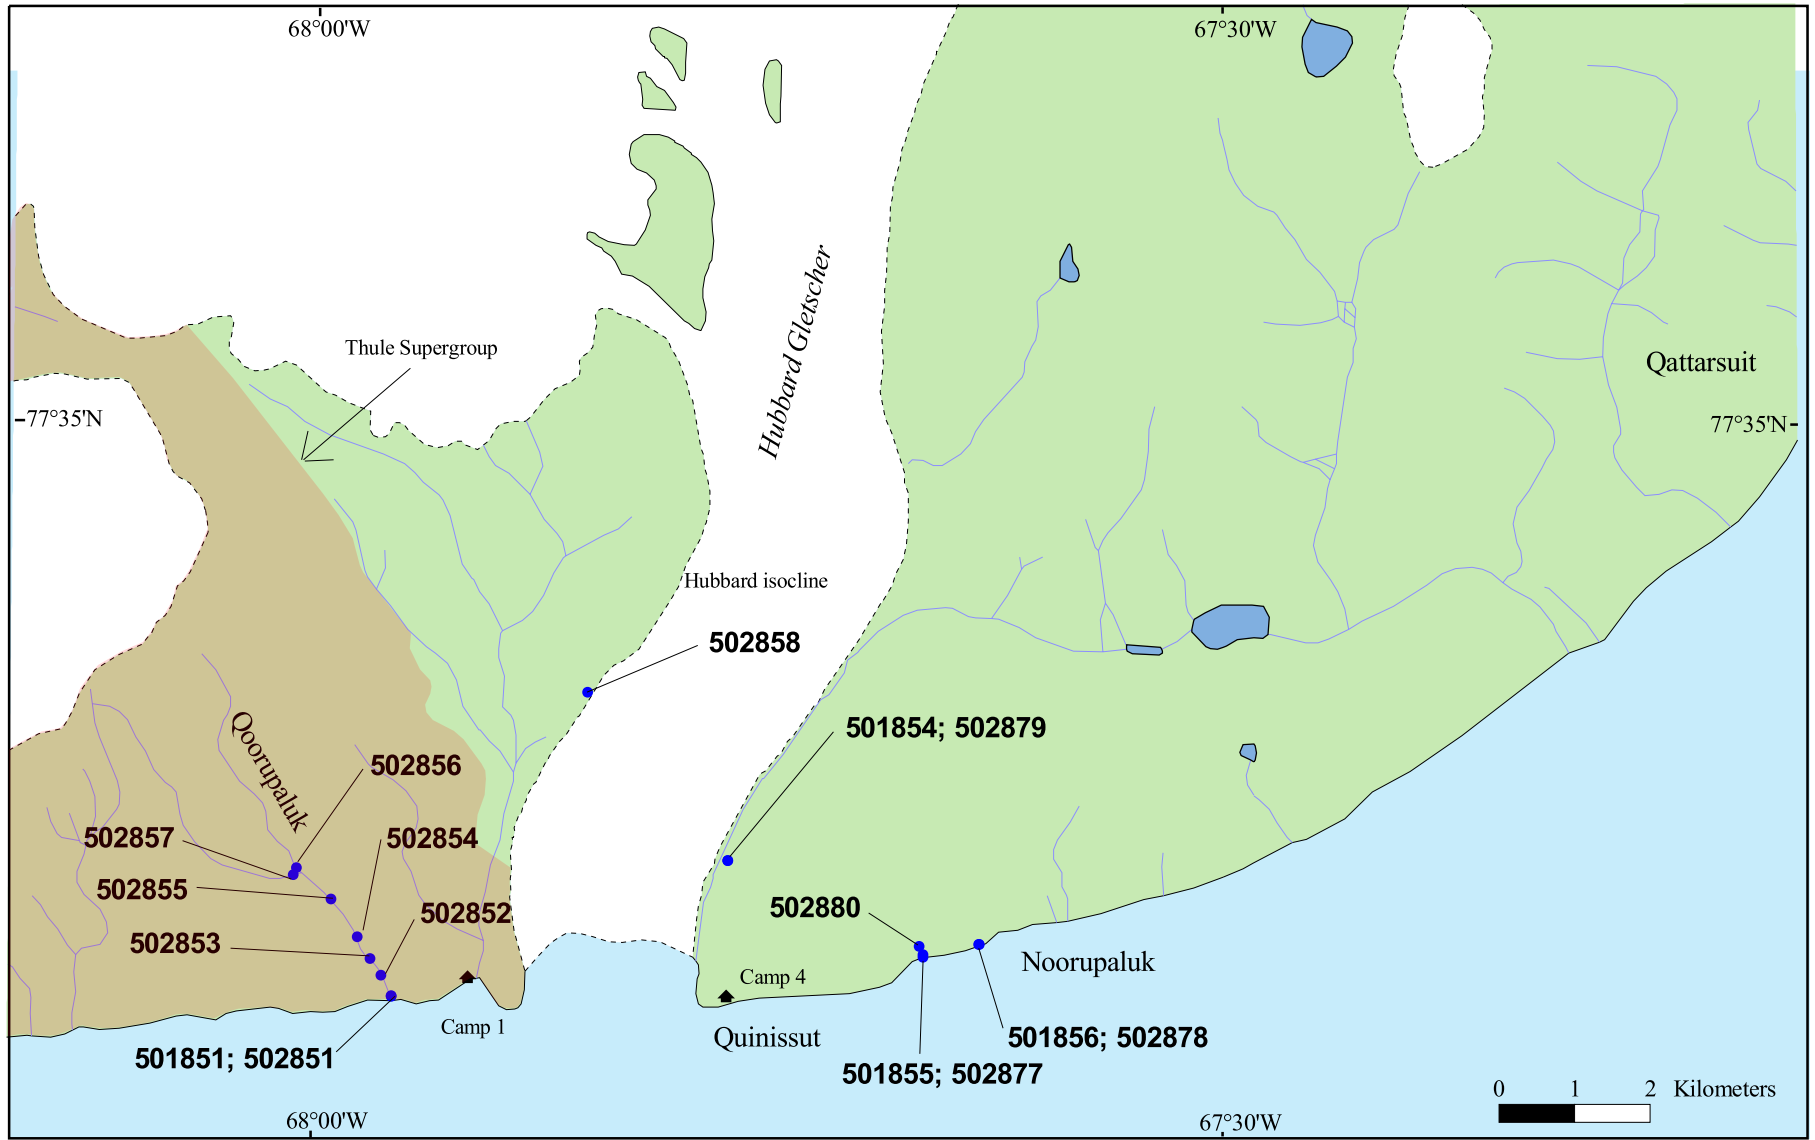 68°00'W
67°30'W
Hubbard Gletscher
Thule Supergroup
Qattarsuit
77°35'N
77°35'N
Hubbard isocline
502858
501854; 502879
Qoorupaluk
502856
502857
502854
502855
502852
502880
502853
Noorupaluk
Camp 4
Camp 1
Quinissut
501856; 502878
501851; 502851
501855; 502877
0 1 2 Kilometers
68°00'W
67°30'W